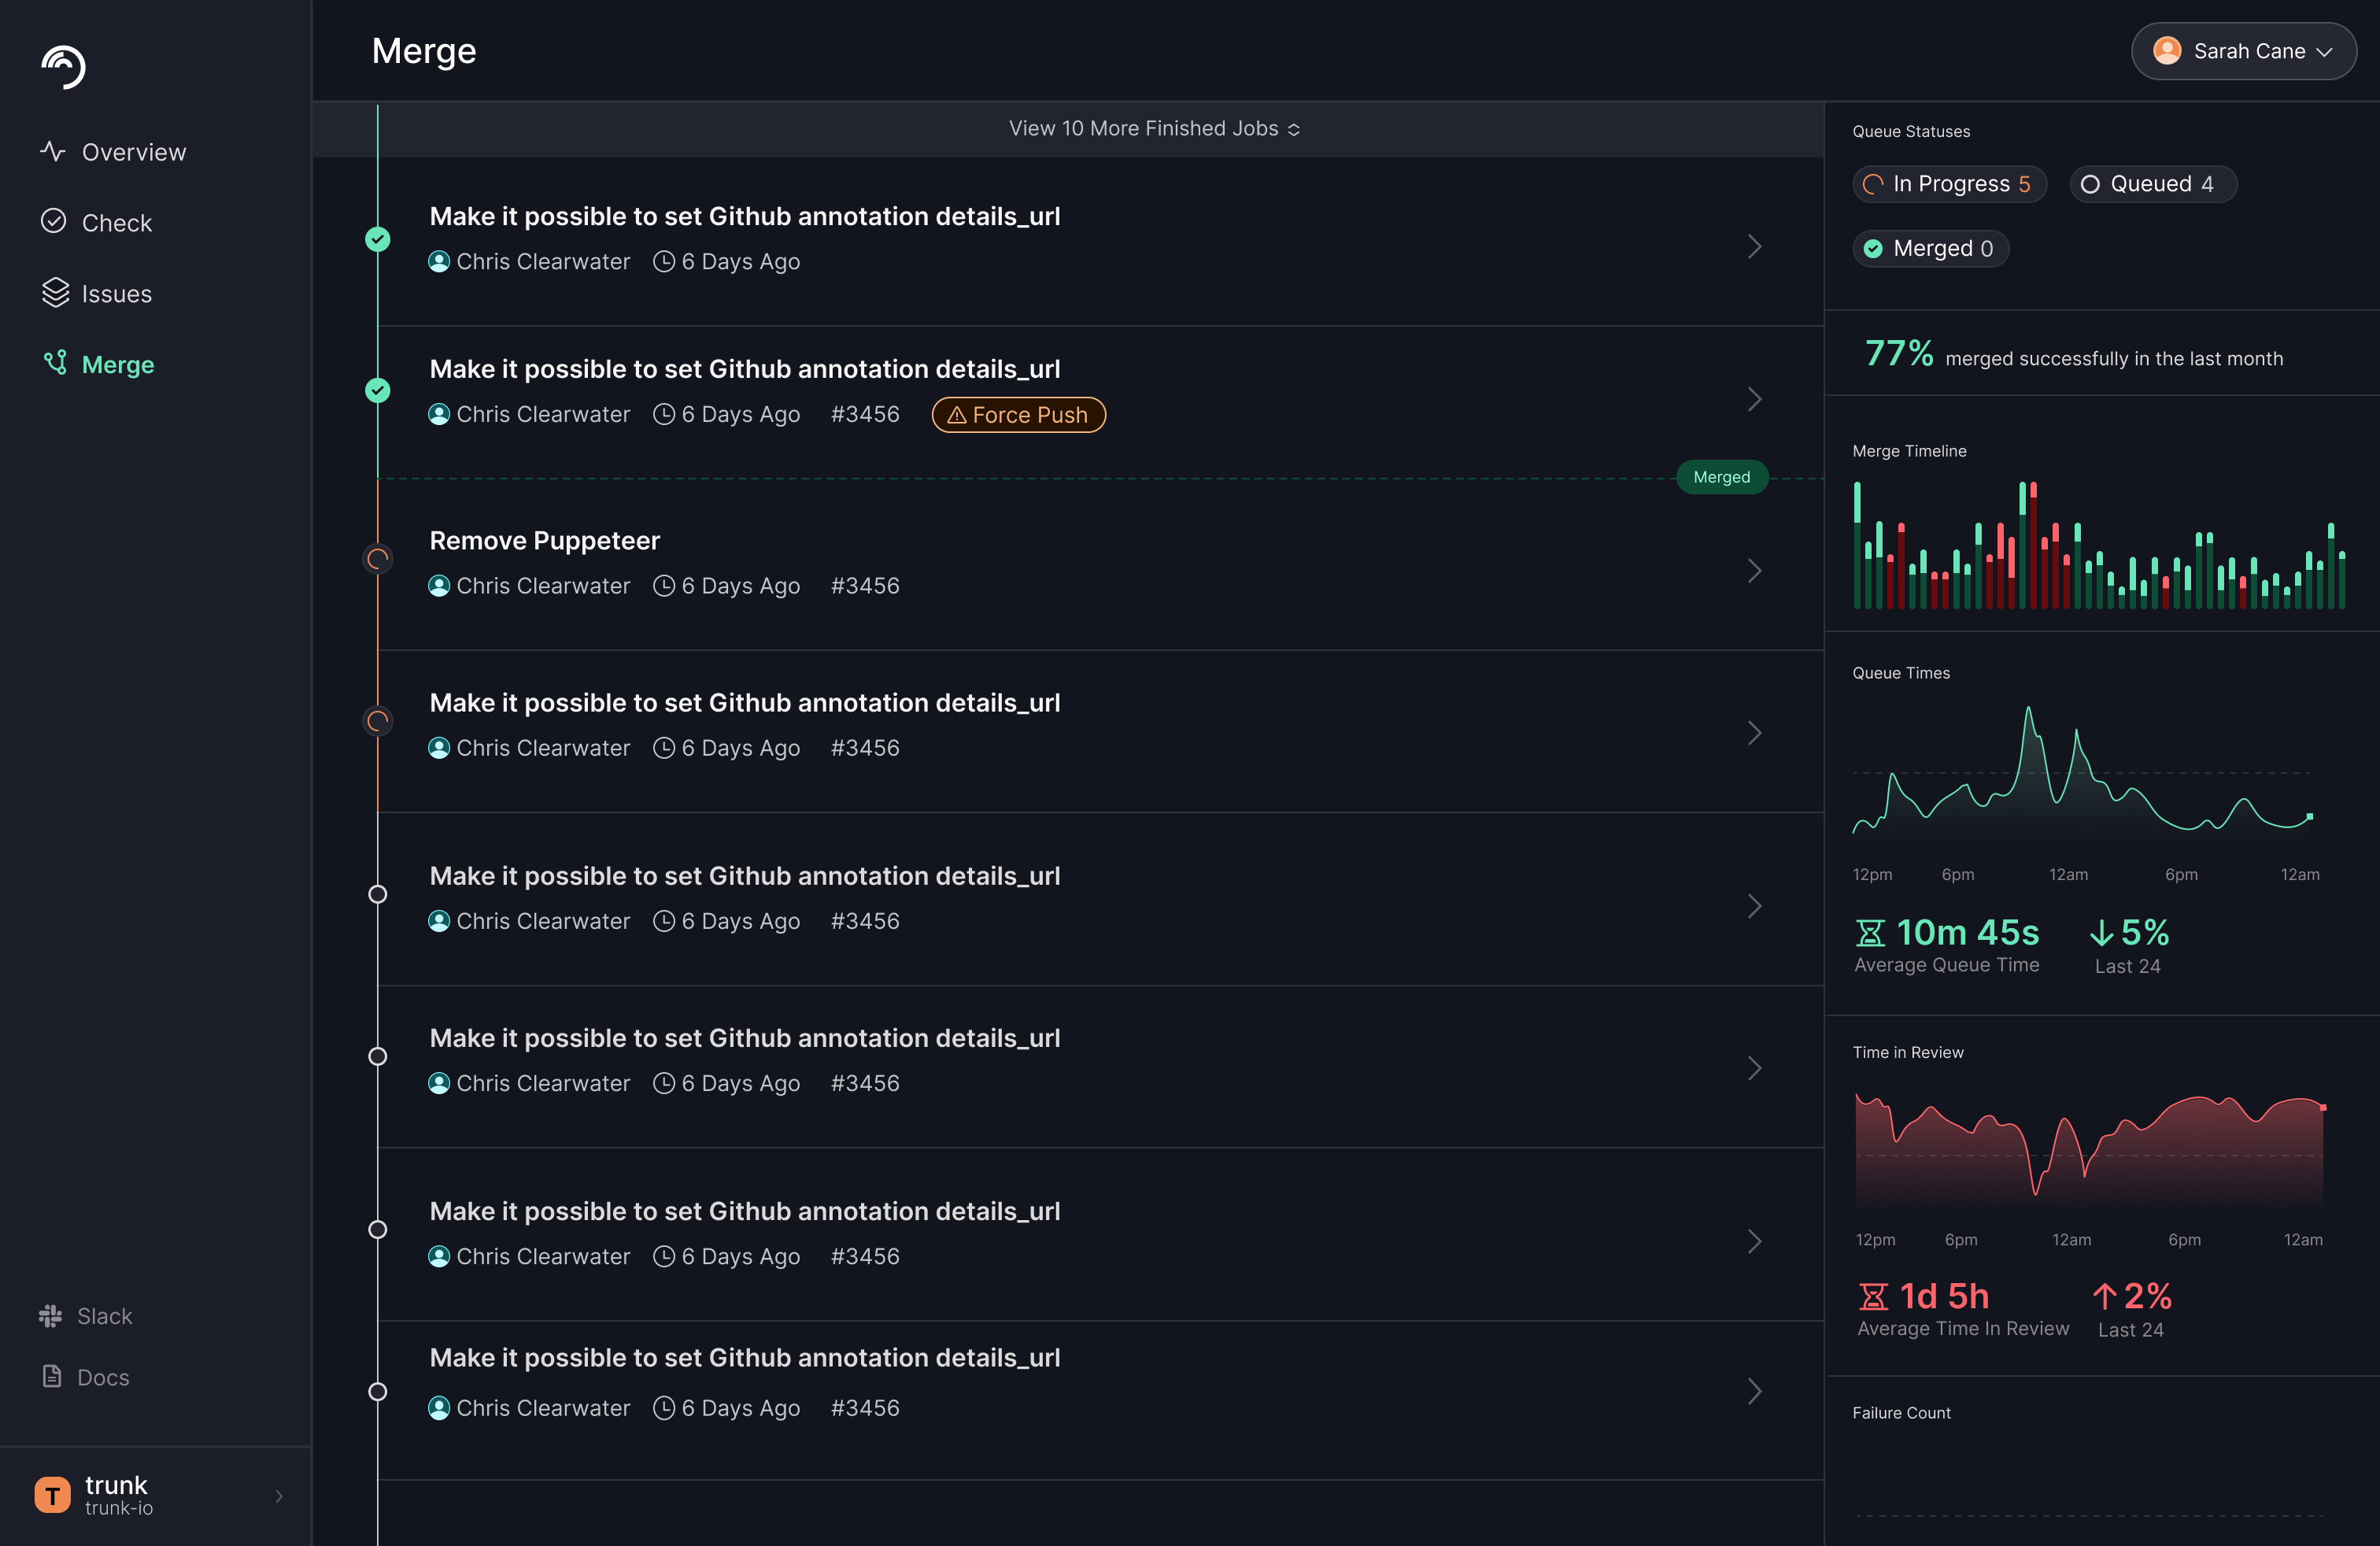 Overview
Check
Issues
Merge
Slack
Docs
T
trunk
trunk-io
Merge
Sarah Cane
View 10 More Finished Jobs
Make it possible to set Github annotation details_url
Chris Clearwater 6 Days Ago
Make it possible to set Github annotation details_url
Chris Clearwater 6 Days Ago #3456 Force Push
Merged
Remove Puppeteer
Chris Clearwater 6 Days Ago #3456
Make it possible to set Github annotation details_url
Chris Clearwater 6 Days Ago #3456
Make it possible to set Github annotation details_url
Chris Clearwater 6 Days Ago #3456
Make it possible to set Github annotation details_url
Chris Clearwater 6 Days Ago #3456
Make it possible to set Github annotation details_url
Chris Clearwater 6 Days Ago #3456
Make it possible to set Github annotation details_url
Chris Clearwater 6 Days Ago #3456
Queue Statuses
In Progress 5 Queued 4
Merged 0
77% merged successfully in the last month
Merge Timeline
Queue Times
12pm 6pm 12am 6pm 12am
10m 45s 5%
Average Queue Time Last 24
Time in Review
12pm 6pm 12am 6pm 12am
1d 5h 2%
Average Time In Review Last 24
Failure Count